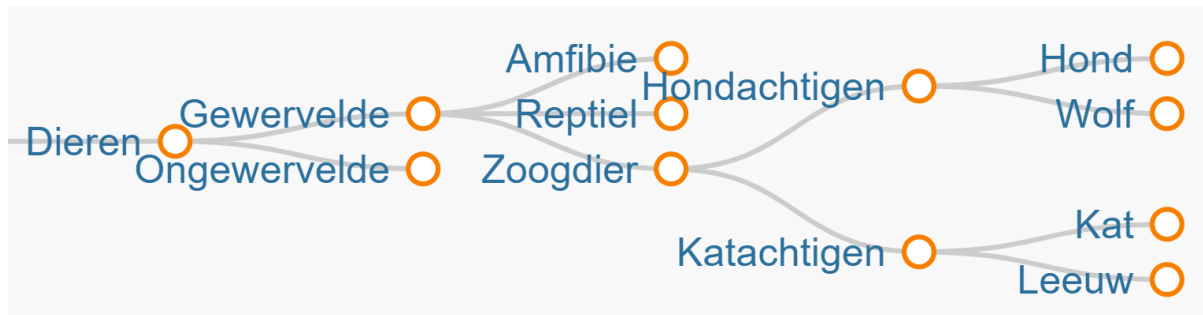 Dieren
Gewervelde
Ongewervelde
Amfibie
Reptiel
Zoogdier
Hondachtigen
Katachtigen
Hond
Wolf
Kat
Leeuw